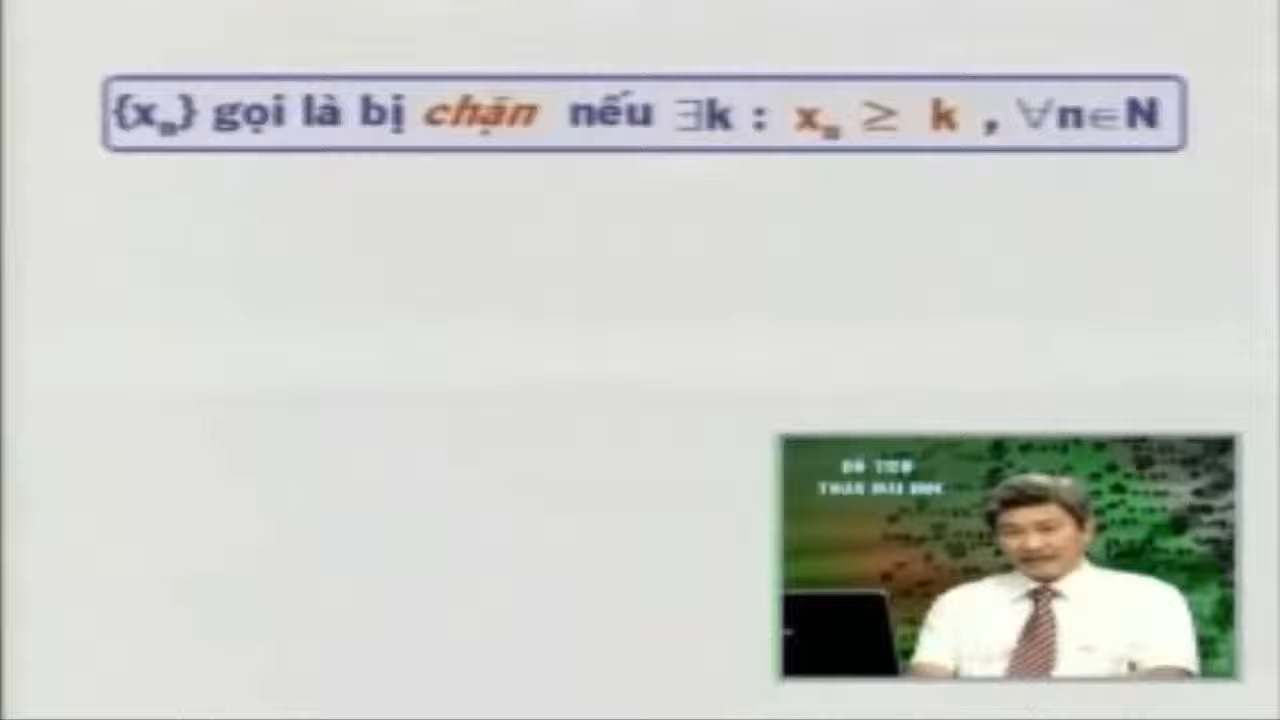 {xₙ} gọi là bị chặn nếu ∃k : xₙ ≥ k , ∀n∈N